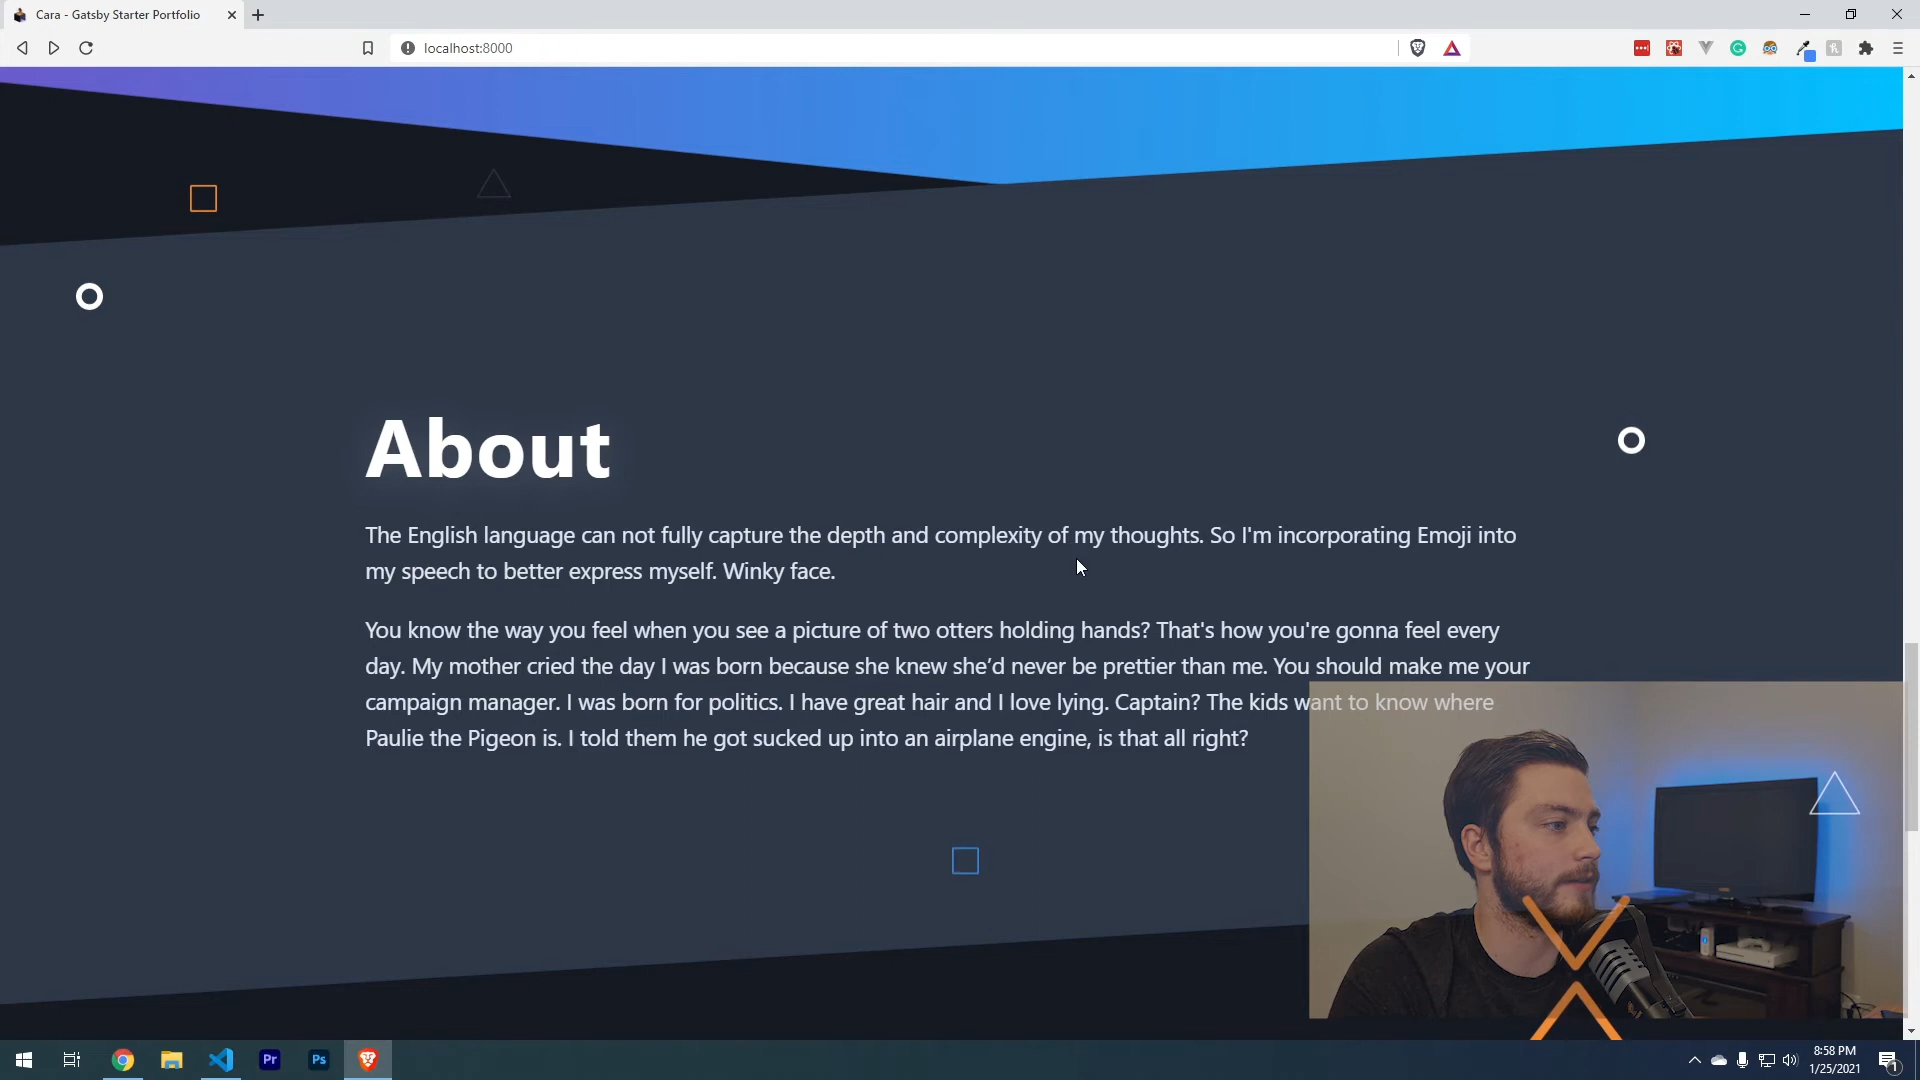 Cara - Gatsby Starter Portfolio
localhost:8000
About
The English language can not fully capture the depth and complexity of my thoughts. So I'm incorporating Emoji into
my speech to better express myself. Winky face.
You know the way you feel when you see a picture of two otters holding hands? That's how you're gonna feel every
day. My mother cried the day I was born because she knew she’d never be prettier than me. You should make me your
campaign manager. I was born for politics. I have great hair and I love lying. Captain? The kids want to know where
Paulie the Pigeon is. I told them he got sucked up into an airplane engine, is that all right?
Pr
Ps
8:58 PM
1/25/2021
1